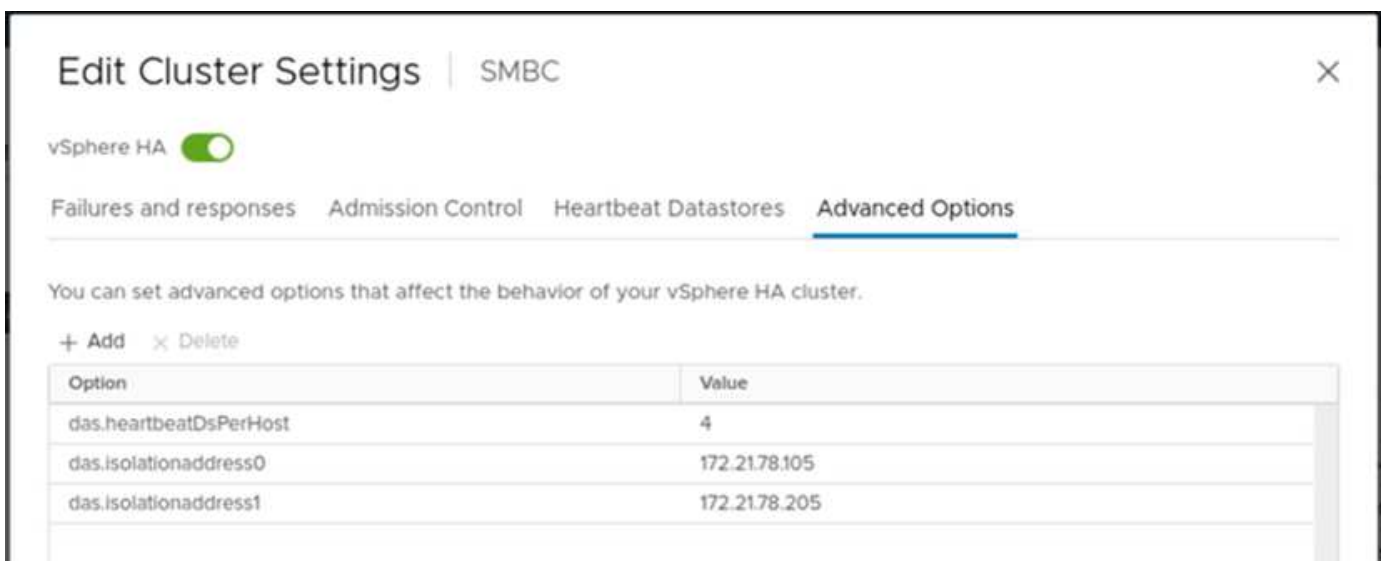 Edit Cluster Settings SMBC
vSphere HA
Failures and responses Admission Control Heartbeat Datastores Advanced Options
You can set advanced options that affect the behavior of your vSphere HA cluster.
+ Add × Delete
Option Value
das.heartbeatDsPerHost 4
das.isolationaddress0 172.21.78.105
das.isolationaddress1 172.21.78.205